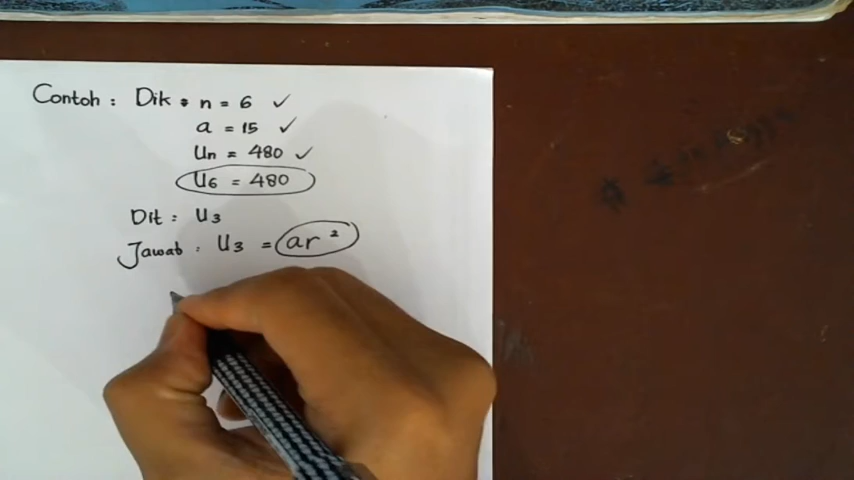 Contoh : Dik : n = 6 ✓
a = 15 ✓
Un = 480 ✓
U6 = 480
Dit : U3
Jawab : U3 = ar²